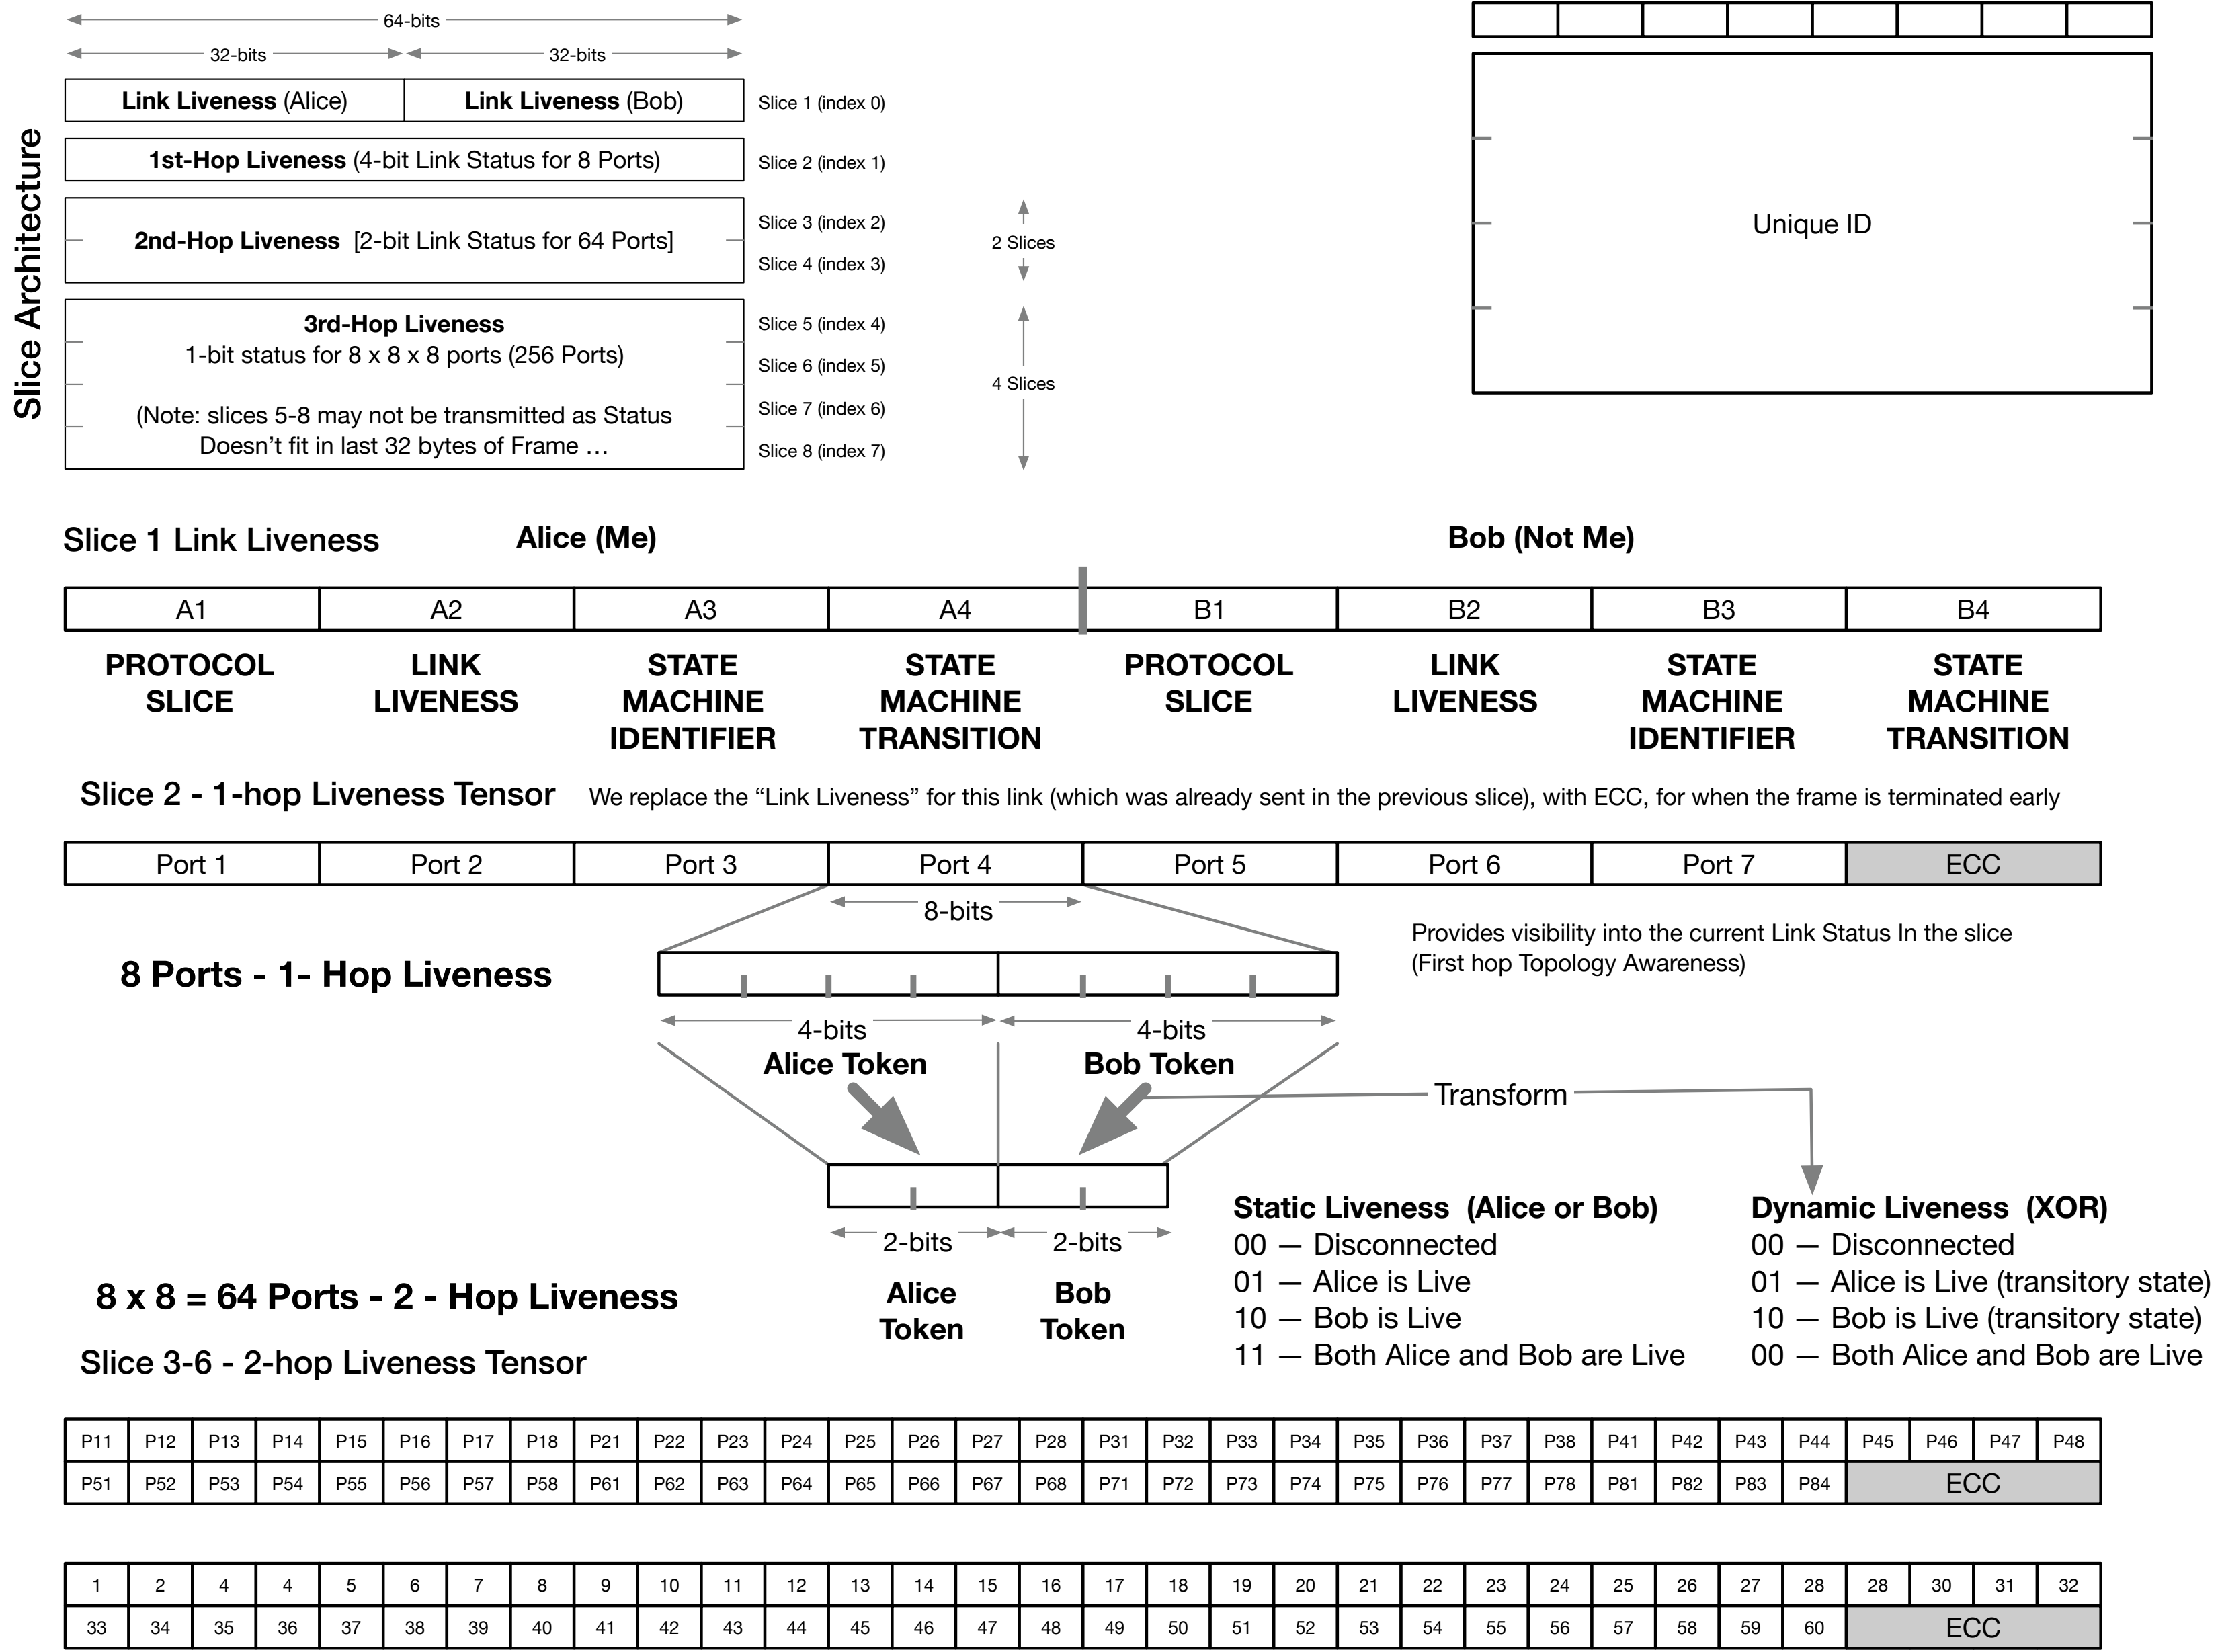 64-bits
32-bits
32-bits
Slice Architecture
Link Liveness (Alice)
Link Liveness (Bob)
Slice 1 (index 0)
1st-Hop Liveness (4-bit Link Status for 8 Ports)
Slice 2 (index 1)
2nd-Hop Liveness [2-bit Link Status for 64 Ports]
Slice 3 (index 2)
Slice 4 (index 3)
2 Slices
3rd-Hop Liveness
1-bit status for 8 x 8 x 8 ports (256 Ports)
(Note: slices 5-8 may not be transmitted as Status
Doesn’t fit in last 32 bytes of Frame …
Slice 5 (index 4)
Slice 6 (index 5)
Slice 7 (index 6)
Slice 8 (index 7)
4 Slices
Unique ID
Slice 1 Link Liveness
Alice (Me)
Bob (Not Me)
A1 A2 A3 A4 B1 B2 B3 B4
PROTOCOL
SLICE
LINK
LIVENESS
STATE
MACHINE
IDENTIFIER
STATE
MACHINE
TRANSITION
PROTOCOL
SLICE
LINK
LIVENESS
STATE
MACHINE
IDENTIFIER
STATE
MACHINE
TRANSITION
Slice 2 - 1-hop Liveness Tensor
We replace the “Link Liveness” for this link (which was already sent in the previous slice), with ECC, for when the frame is terminated early
Port 1 Port 2 Port 3 Port 4 Port 5 Port 6 Port 7 ECC
8-bits
Provides visibility into the current Link Status In the slice
(First hop Topology Awareness)
8 Ports - 1- Hop Liveness
4-bits
4-bits
Alice Token
Bob Token
Transform
2-bits
2-bits
Alice
Token
Bob
Token
Static Liveness (Alice or Bob)
00 — Disconnected
01 — Alice is Live
10 — Bob is Live
11 — Both Alice and Bob are Live
Dynamic Liveness (XOR)
00 — Disconnected
01 — Alice is Live (transitory state)
10 — Bob is Live (transitory state)
00 — Both Alice and Bob are Live
8 x 8 = 64 Ports - 2 - Hop Liveness
Slice 3-6 - 2-hop Liveness Tensor
P11 P12 P13 P14 P15 P16 P17 P18 P21 P22 P23 P24 P25 P26 P27 P28 P31 P32 P33 P34 P35 P36 P37 P38 P41 P42 P43 P44 P45 P46 P47 P48
P51 P52 P53 P54 P55 P56 P57 P58 P61 P62 P63 P64 P65 P66 P67 P68 P71 P72 P73 P74 P75 P76 P77 P78 P81 P82 P83 P84 ECC
1 2 4 4 5 6 7 8 9 10 11 12 13 14 15 16 17 18 19 20 21 22 23 24 25 26 27 28 28 30 31 32
33 34 35 36 37 38 39 40 41 42 43 44 45 46 47 48 49 50 51 52 53 54 55 56 57 58 59 60 ECC